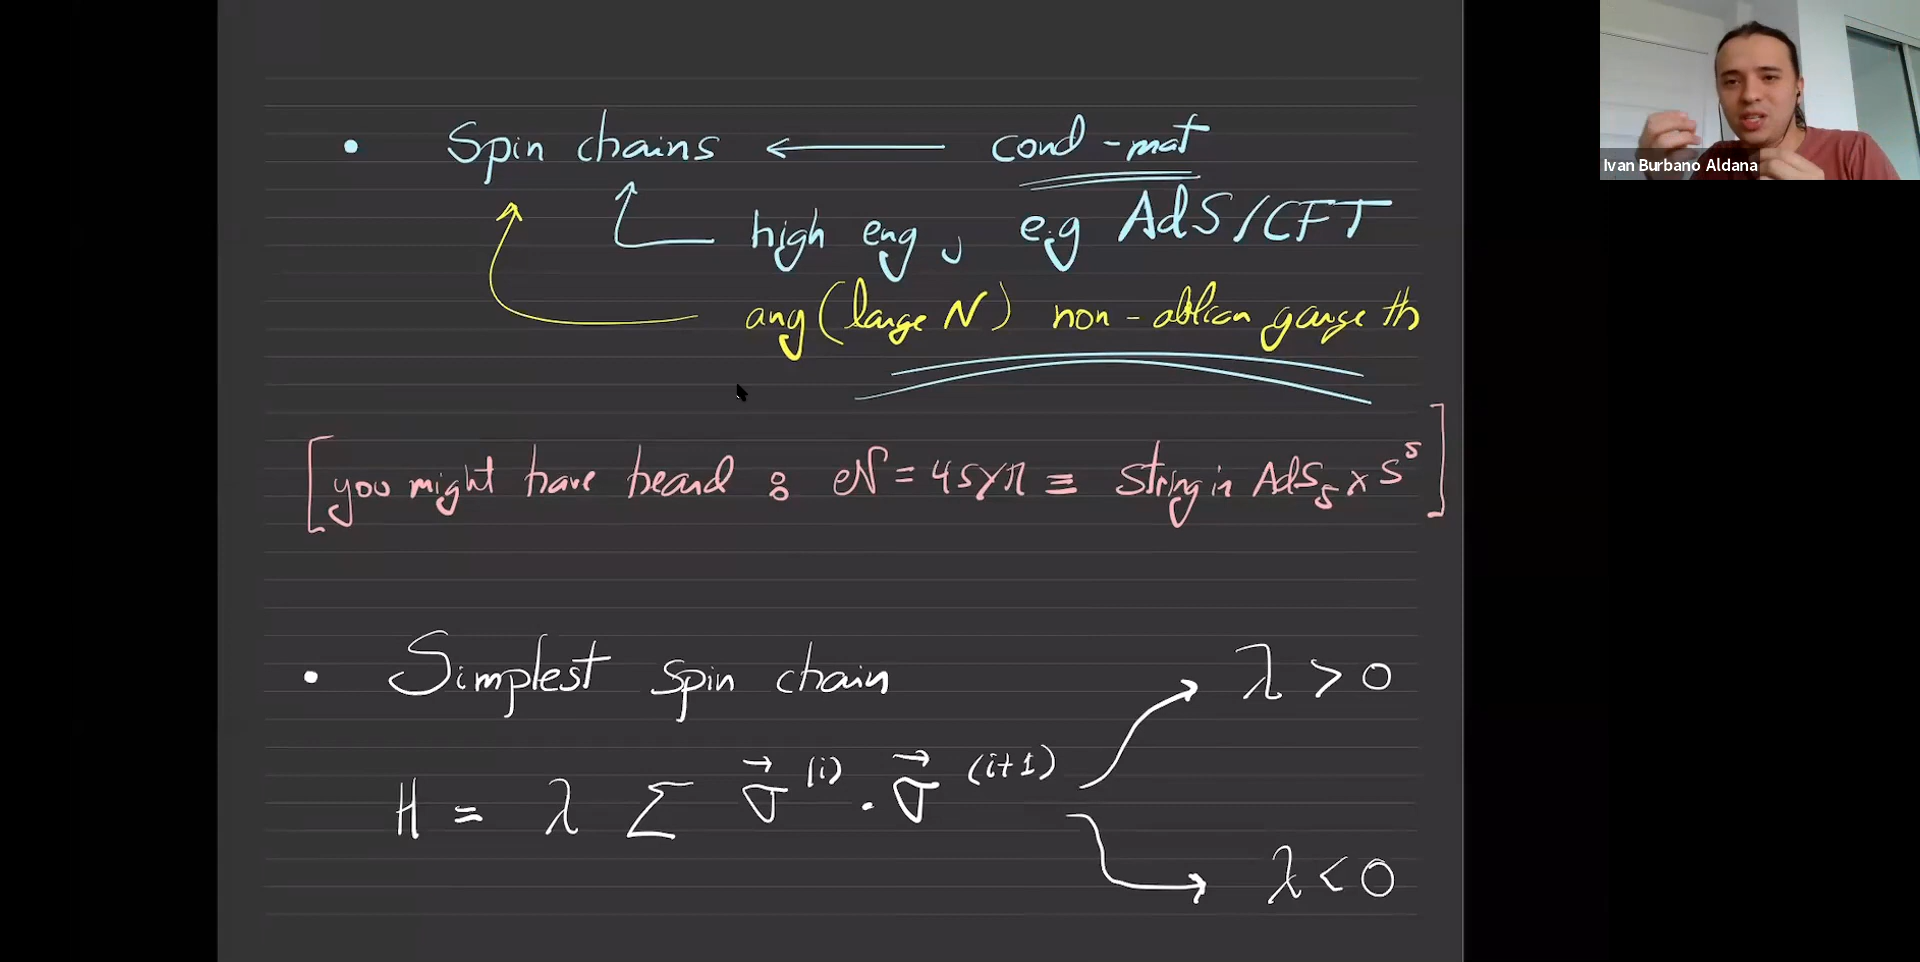 • Spin chains ← cond-mat
high eng, e.g AdS/CFT
any (large N) non-abelian gauge th
[you might have heard : N = 4 SYM ≡ String in AdS₅ × S⁵]
• Simplest spin chain
λ > 0
H = λ Σ σ⃗⁽ⁱ⁾ · σ⃗⁽ⁱ⁺¹⁾
λ < 0
Ivan Burbano Aldana